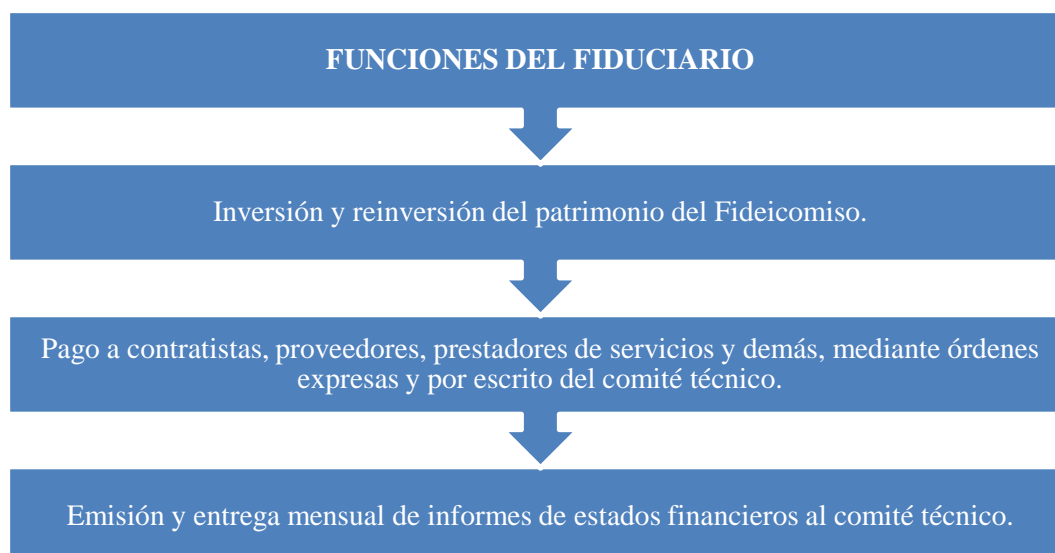 FUNCIONES DEL FIDUCIARIO
Inversión y reinversión del patrimonio del Fideicomiso.
Pago a contratistas, proveedores, prestadores de servicios y demás, mediante órdenes
expresas y por escrito del comité técnico.
Emisión y entrega mensual de informes de estados financieros al comité técnico.